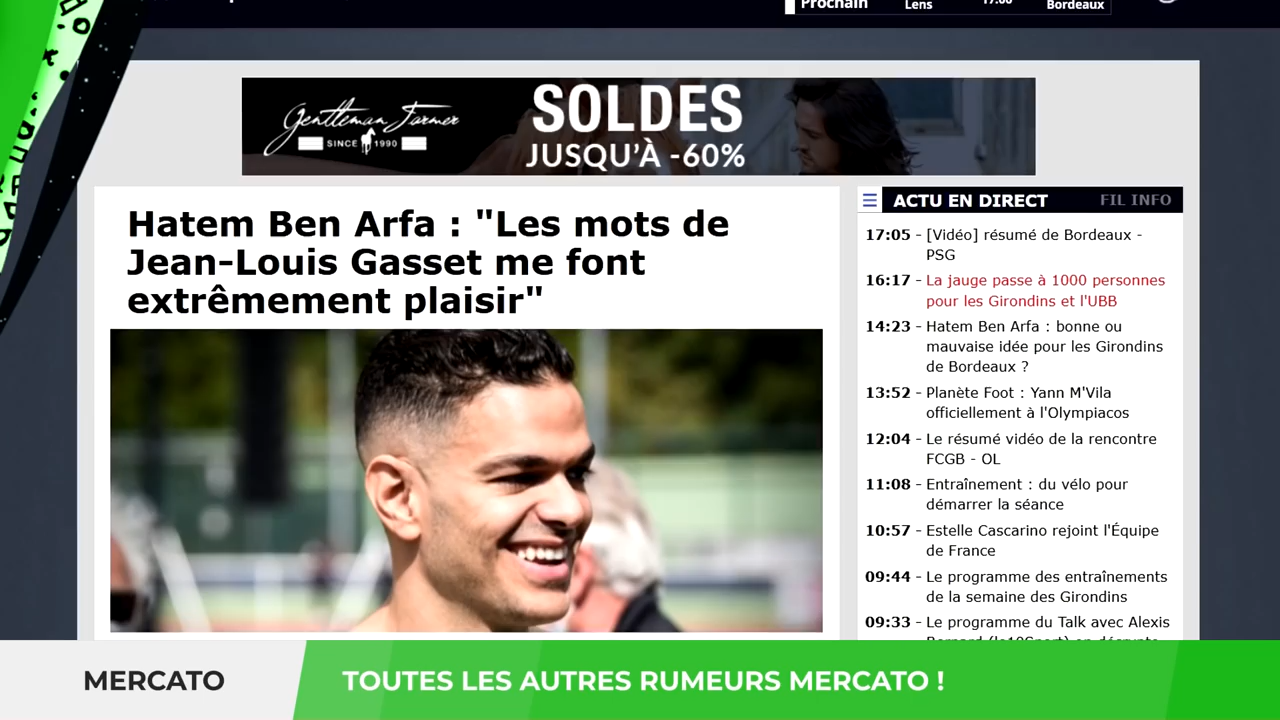 Prochain
Lens
17:00
Bordeaux
Gentleman Farmer
SINCE 1990
SOLDES
JUSQU'À -60%
Hatem Ben Arfa : "Les mots de
Jean-Louis Gasset me font
extrêmement plaisir"
ACTU EN DIRECT FIL INFO
17:05 - [Vidéo] résumé de Bordeaux -
PSG
16:17 - La jauge passe à 1000 personnes
pour les Girondins et l'UBB
14:23 - Hatem Ben Arfa : bonne ou
mauvaise idée pour les Girondins
de Bordeaux ?
13:52 - Planète Foot : Yann M'Vila
officiellement à l'Olympiacos
12:04 - Le résumé vidéo de la rencontre
FCGB - OL
11:08 - Entraînement : du vélo pour
démarrer la séance
10:57 - Estelle Cascarino rejoint l'Équipe
de France
09:44 - Le programme des entraînements
de la semaine des Girondins
09:33 - Le programme du Talk avec Alexis
MERCATO
TOUTES LES AUTRES RUMEURS MERCATO !